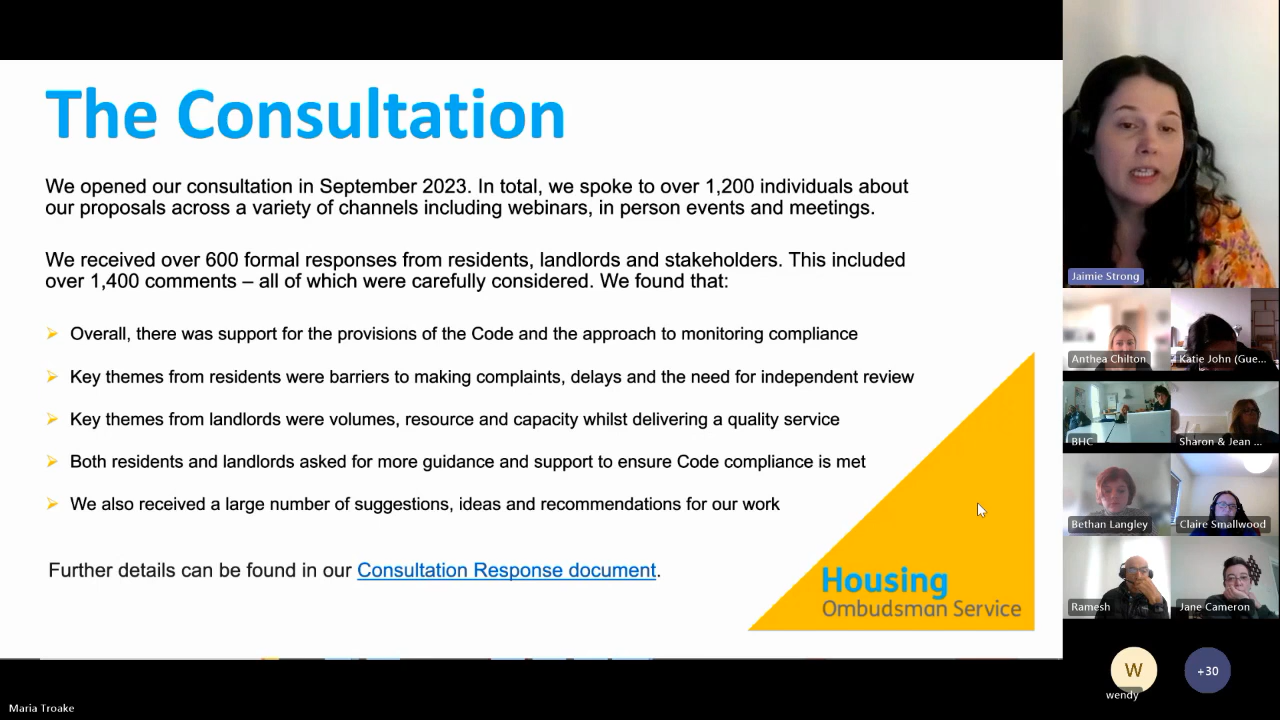 The Consultation
We opened our consultation in September 2023. In total, we spoke to over 1,200 individuals about
our proposals across a variety of channels including webinars, in person events and meetings.
We received over 600 formal responses from residents, landlords and stakeholders. This included
over 1,400 comments – all of which were carefully considered. We found that:
Overall, there was support for the provisions of the Code and the approach to monitoring compliance
Key themes from residents were barriers to making complaints, delays and the need for independent review
Key themes from landlords were volumes, resource and capacity whilst delivering a quality service
Both residents and landlords asked for more guidance and support to ensure Code compliance is met
We also received a large number of suggestions, ideas and recommendations for our work
Further details can be found in our Consultation Response document.
Housing
Ombudsman Service
Jaimie Strong
Anthea Chilton
Katie John (Gue...
BHC
Sharon & Jean ...
Bethan Langley
Claire Smallwood
Ramesh
Jane Cameron
W
wendy
+30
Maria Troake